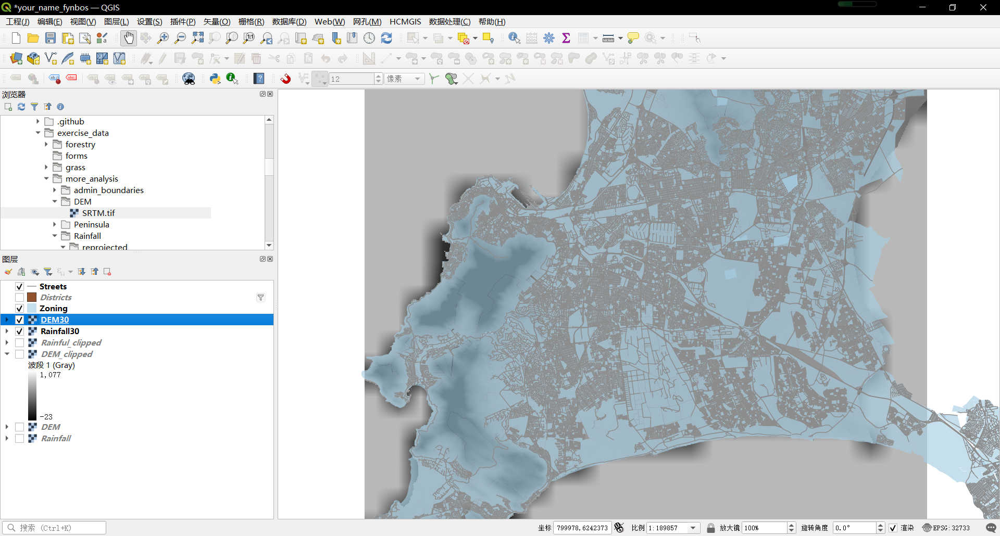 *your_name_fynbos — QGIS
工程(J) 编辑(E) 视图(V) 图层(L) 设置(S) 插件(P) 矢量(O) 栅格(R) 数据库(D) Web(W) 网孔(M) HCMGIS 数据处理(C) 帮助(H)
12 像素
浏览器
.github
exercise_data
forestry
forms
grass
more_analysis
admin_boundaries
DEM
SRTM.tif
Peninsula
Rainfall
reprojected
图层
Streets
Districts
Zoning
DEM30
Rainfall30
Rainful_clipped
DEM_clipped
波段 1 (Gray)
1,077
-23
DEM
Rainfall
搜索 (Ctrl+K) 坐标 799978,6242373 比例 1:189857 放大镜 100% 旋转角度 0.0° 渲染 EPSG:32733